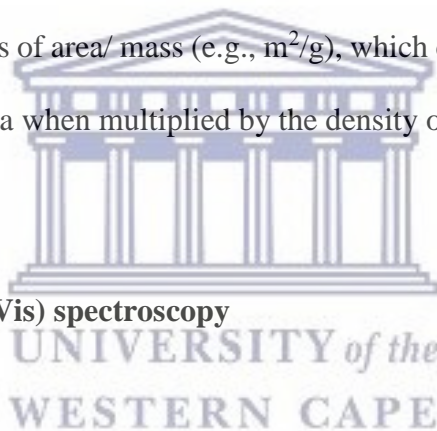 s of area/ mass (e.g., m²/g), which
a when multiplied by the density
Vis) spectroscopy
UNIVERSITY of the
WESTERN CAPE